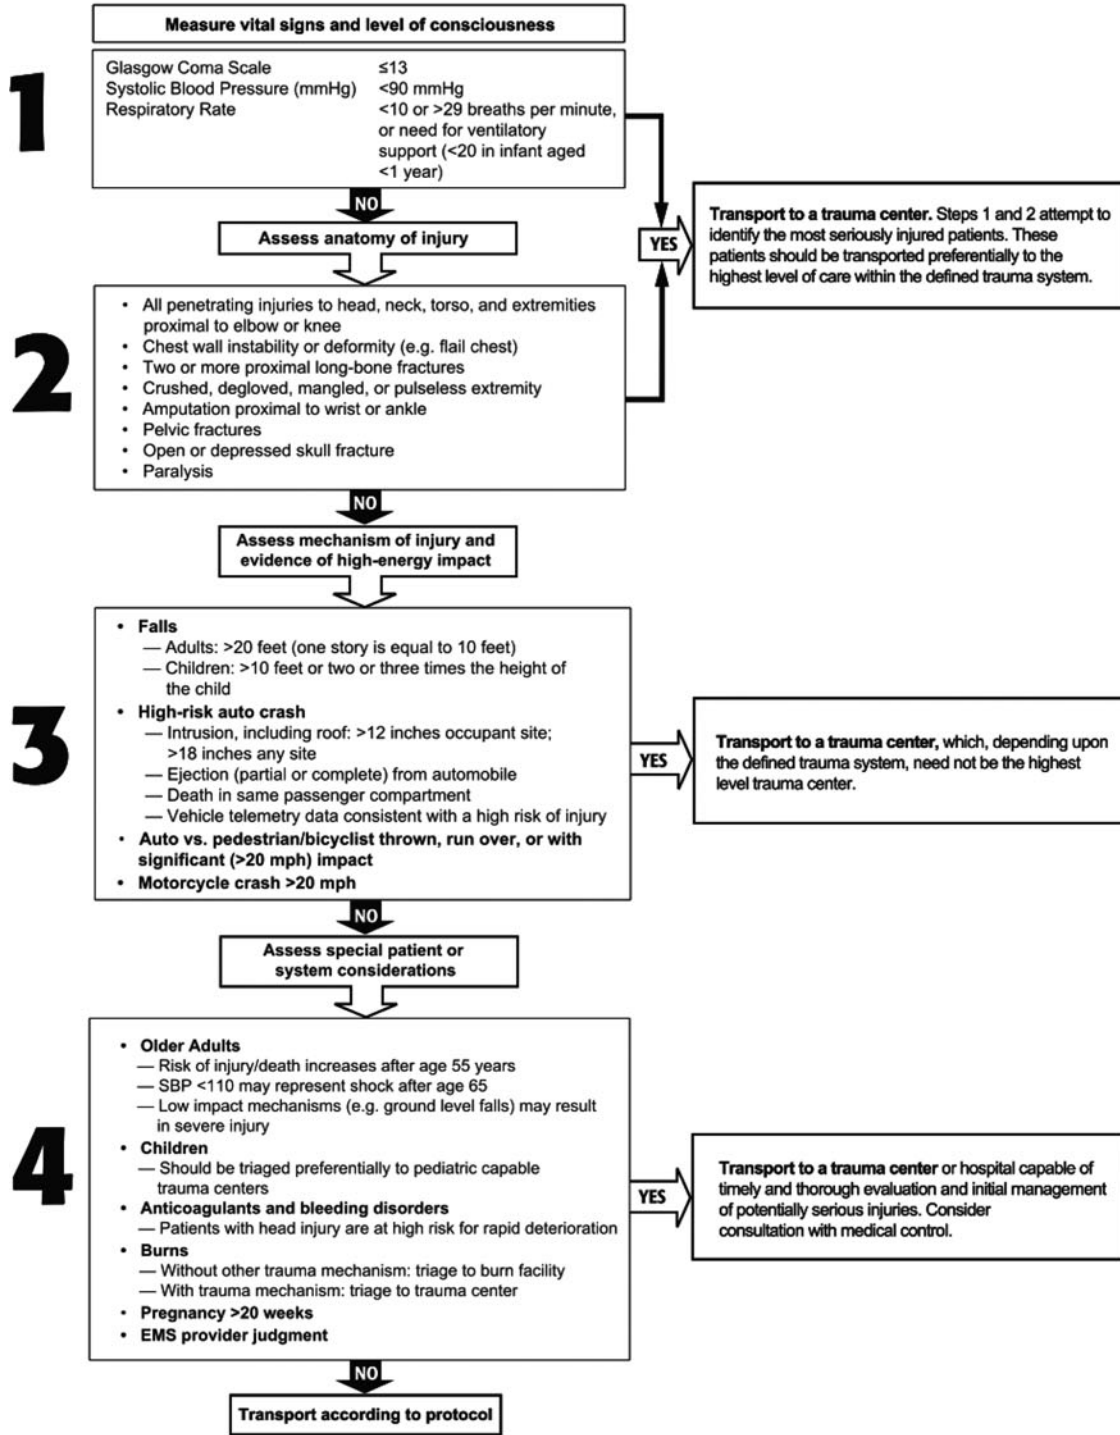 Measure vital signs and level of consciousness
1
Glasgow Coma Scale ≤13
Systolic Blood Pressure (mmHg) <90 mmHg
Respiratory Rate <10 or >29 breaths per minute,
or need for ventilatory
support (<20 in infant aged
<1 year)
NO
YES
Transport to a trauma center. Steps 1 and 2 attempt to
identify the most seriously injured patients. These
patients should be transported preferentially to the
highest level of care within the defined trauma system.
Assess anatomy of injury
2
• All penetrating injuries to head, neck, torso, and extremities
proximal to elbow or knee
• Chest wall instability or deformity (e.g. flail chest)
• Two or more proximal long-bone fractures
• Crushed, degloved, mangled, or pulseless extremity
• Amputation proximal to wrist or ankle
• Pelvic fractures
• Open or depressed skull fracture
• Paralysis
NO
Assess mechanism of injury and
evidence of high-energy impact
3
• Falls
— Adults: >20 feet (one story is equal to 10 feet)
— Children: >10 feet or two or three times the height of
the child
• High-risk auto crash
— Intrusion, including roof: >12 inches occupant site;
>18 inches any site
— Ejection (partial or complete) from automobile
— Death in same passenger compartment
— Vehicle telemetry data consistent with a high risk of injury
• Auto vs. pedestrian/bicyclist thrown, run over, or with
significant (>20 mph) impact
• Motorcycle crash >20 mph
YES
Transport to a trauma center, which, depending upon
the defined trauma system, need not be the highest
level trauma center.
NO
Assess special patient or
system considerations
4
• Older Adults
— Risk of injury/death increases after age 55 years
— SBP <110 may represent shock after age 65
— Low impact mechanisms (e.g. ground level falls) may result
in severe injury
• Children
— Should be triaged preferentially to pediatric capable
trauma centers
• Anticoagulants and bleeding disorders
— Patients with head injury are at high risk for rapid deterioration
• Burns
— Without other trauma mechanism: triage to burn facility
— With trauma mechanism: triage to trauma center
• Pregnancy >20 weeks
• EMS provider judgment
YES
Transport to a trauma center or hospital capable of
timely and thorough evaluation and initial management
of potentially serious injuries. Consider
consultation with medical control.
NO
Transport according to protocol